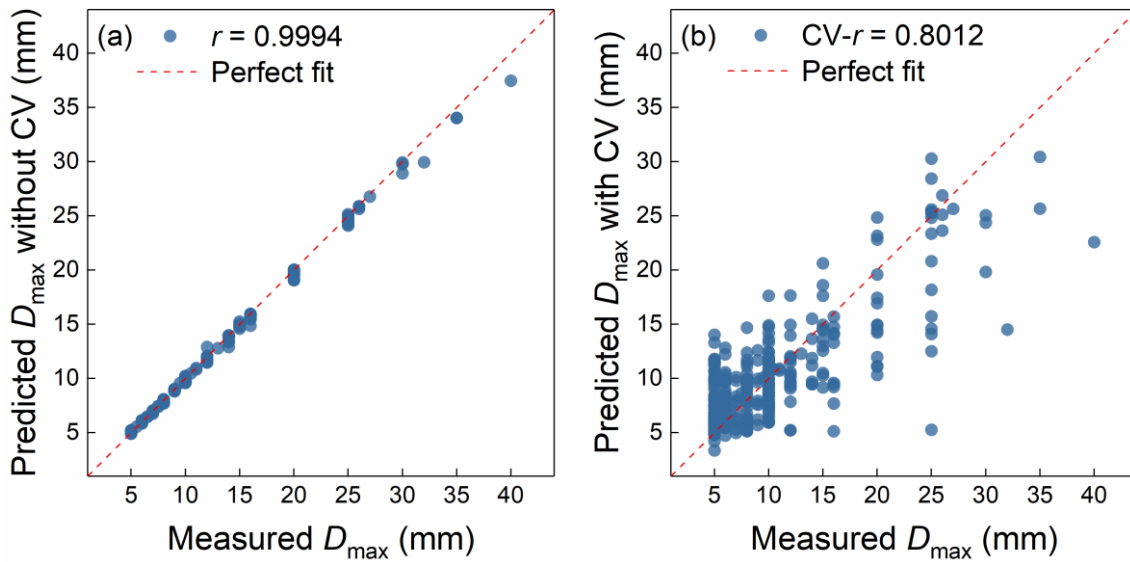 (a)
r = 0.9994
Perfect fit
Predicted Dmax without CV (mm)
40
35
30
25
20
15
10
5
5 10 15 20 25 30 35 40
Measured Dmax (mm)
(b)
CV-r = 0.8012
Perfect fit
Predicted Dmax with CV (mm)
40
35
30
25
20
15
10
5
5 10 15 20 25 30 35 40
Measured Dmax (mm)